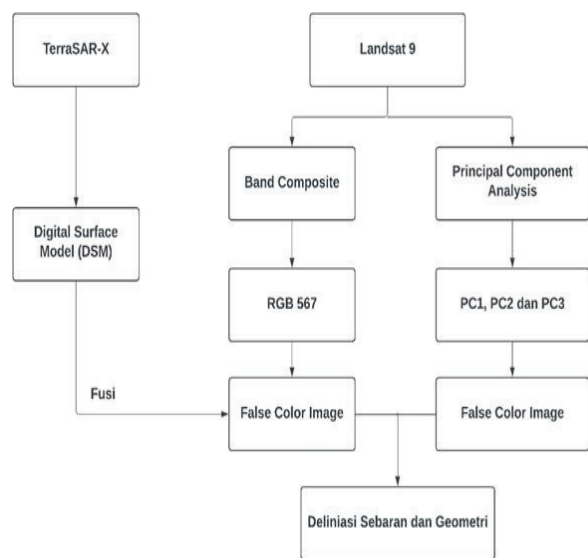 TerraSAR-X
Landsat 9
Band Composite
Principal Component
Analysis
Digital Surface
Model (DSM)
RGB 567
PC1, PC2 dan PC3
Fusi
False Color Image
False Color Image
Deliniasi Sebaran dan Geometri